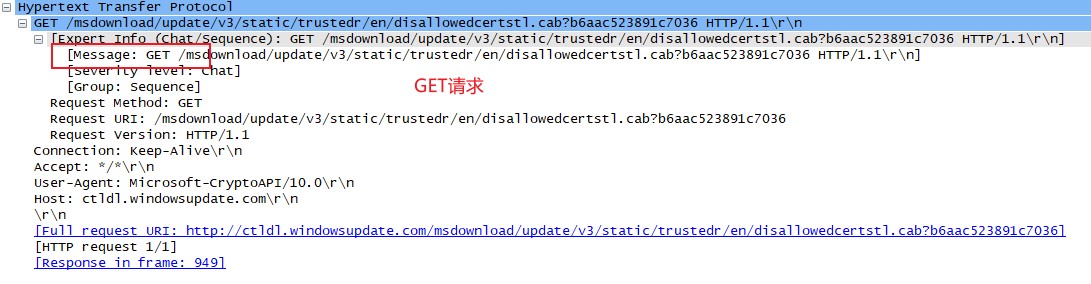 Hypertext Transfer Protocol
GET /msdownload/update/v3/static/trustedr/en/disallowedcertstl.cab?b6aac523891c7036 HTTP/1.1\r\n
[Expert Info (Chat/Sequence): GET /msdownload/update/v3/static/trustedr/en/disallowedcertstl.cab?b6aac523891c7036 HTTP/1.1\r\n]
[Message: GET /msdownload/update/v3/static/trustedr/en/disallowedcertstl.cab?b6aac523891c7036 HTTP/1.1\r\n]
[Severity level: Chat]
[Group: Sequence]
GET请求
Request Method: GET
Request URI: /msdownload/update/v3/static/trustedr/en/disallowedcertstl.cab?b6aac523891c7036
Request Version: HTTP/1.1
Connection: Keep-Alive\r\n
Accept: */*\r\n
User-Agent: Microsoft-CryptoAPI/10.0\r\n
Host: ctldl.windowsupdate.com\r\n
\r\n
[Full request URI: http://ctldl.windowsupdate.com/msdownload/update/v3/static/trustedr/en/disallowedcertstl.cab?b6aac523891c7036]
[HTTP request 1/1]
[Response in frame: 949]